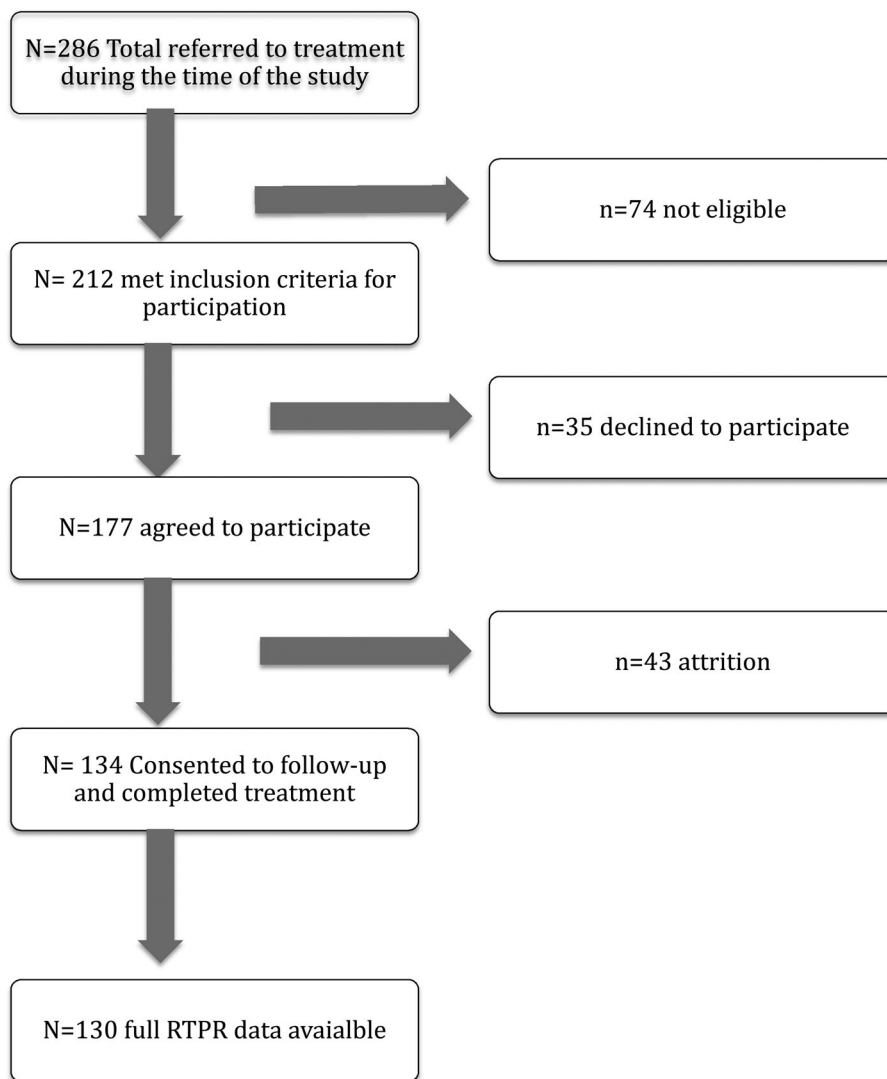 N=286 Total referred to treatment
during the time of the study
n=74 not eligible
N= 212 met inclusion criteria for
participation
n=35 declined to participate
N=177 agreed to participate
n=43 attrition
N= 134 Consented to follow-up
and completed treatment
N=130 full RTPR data avaialble